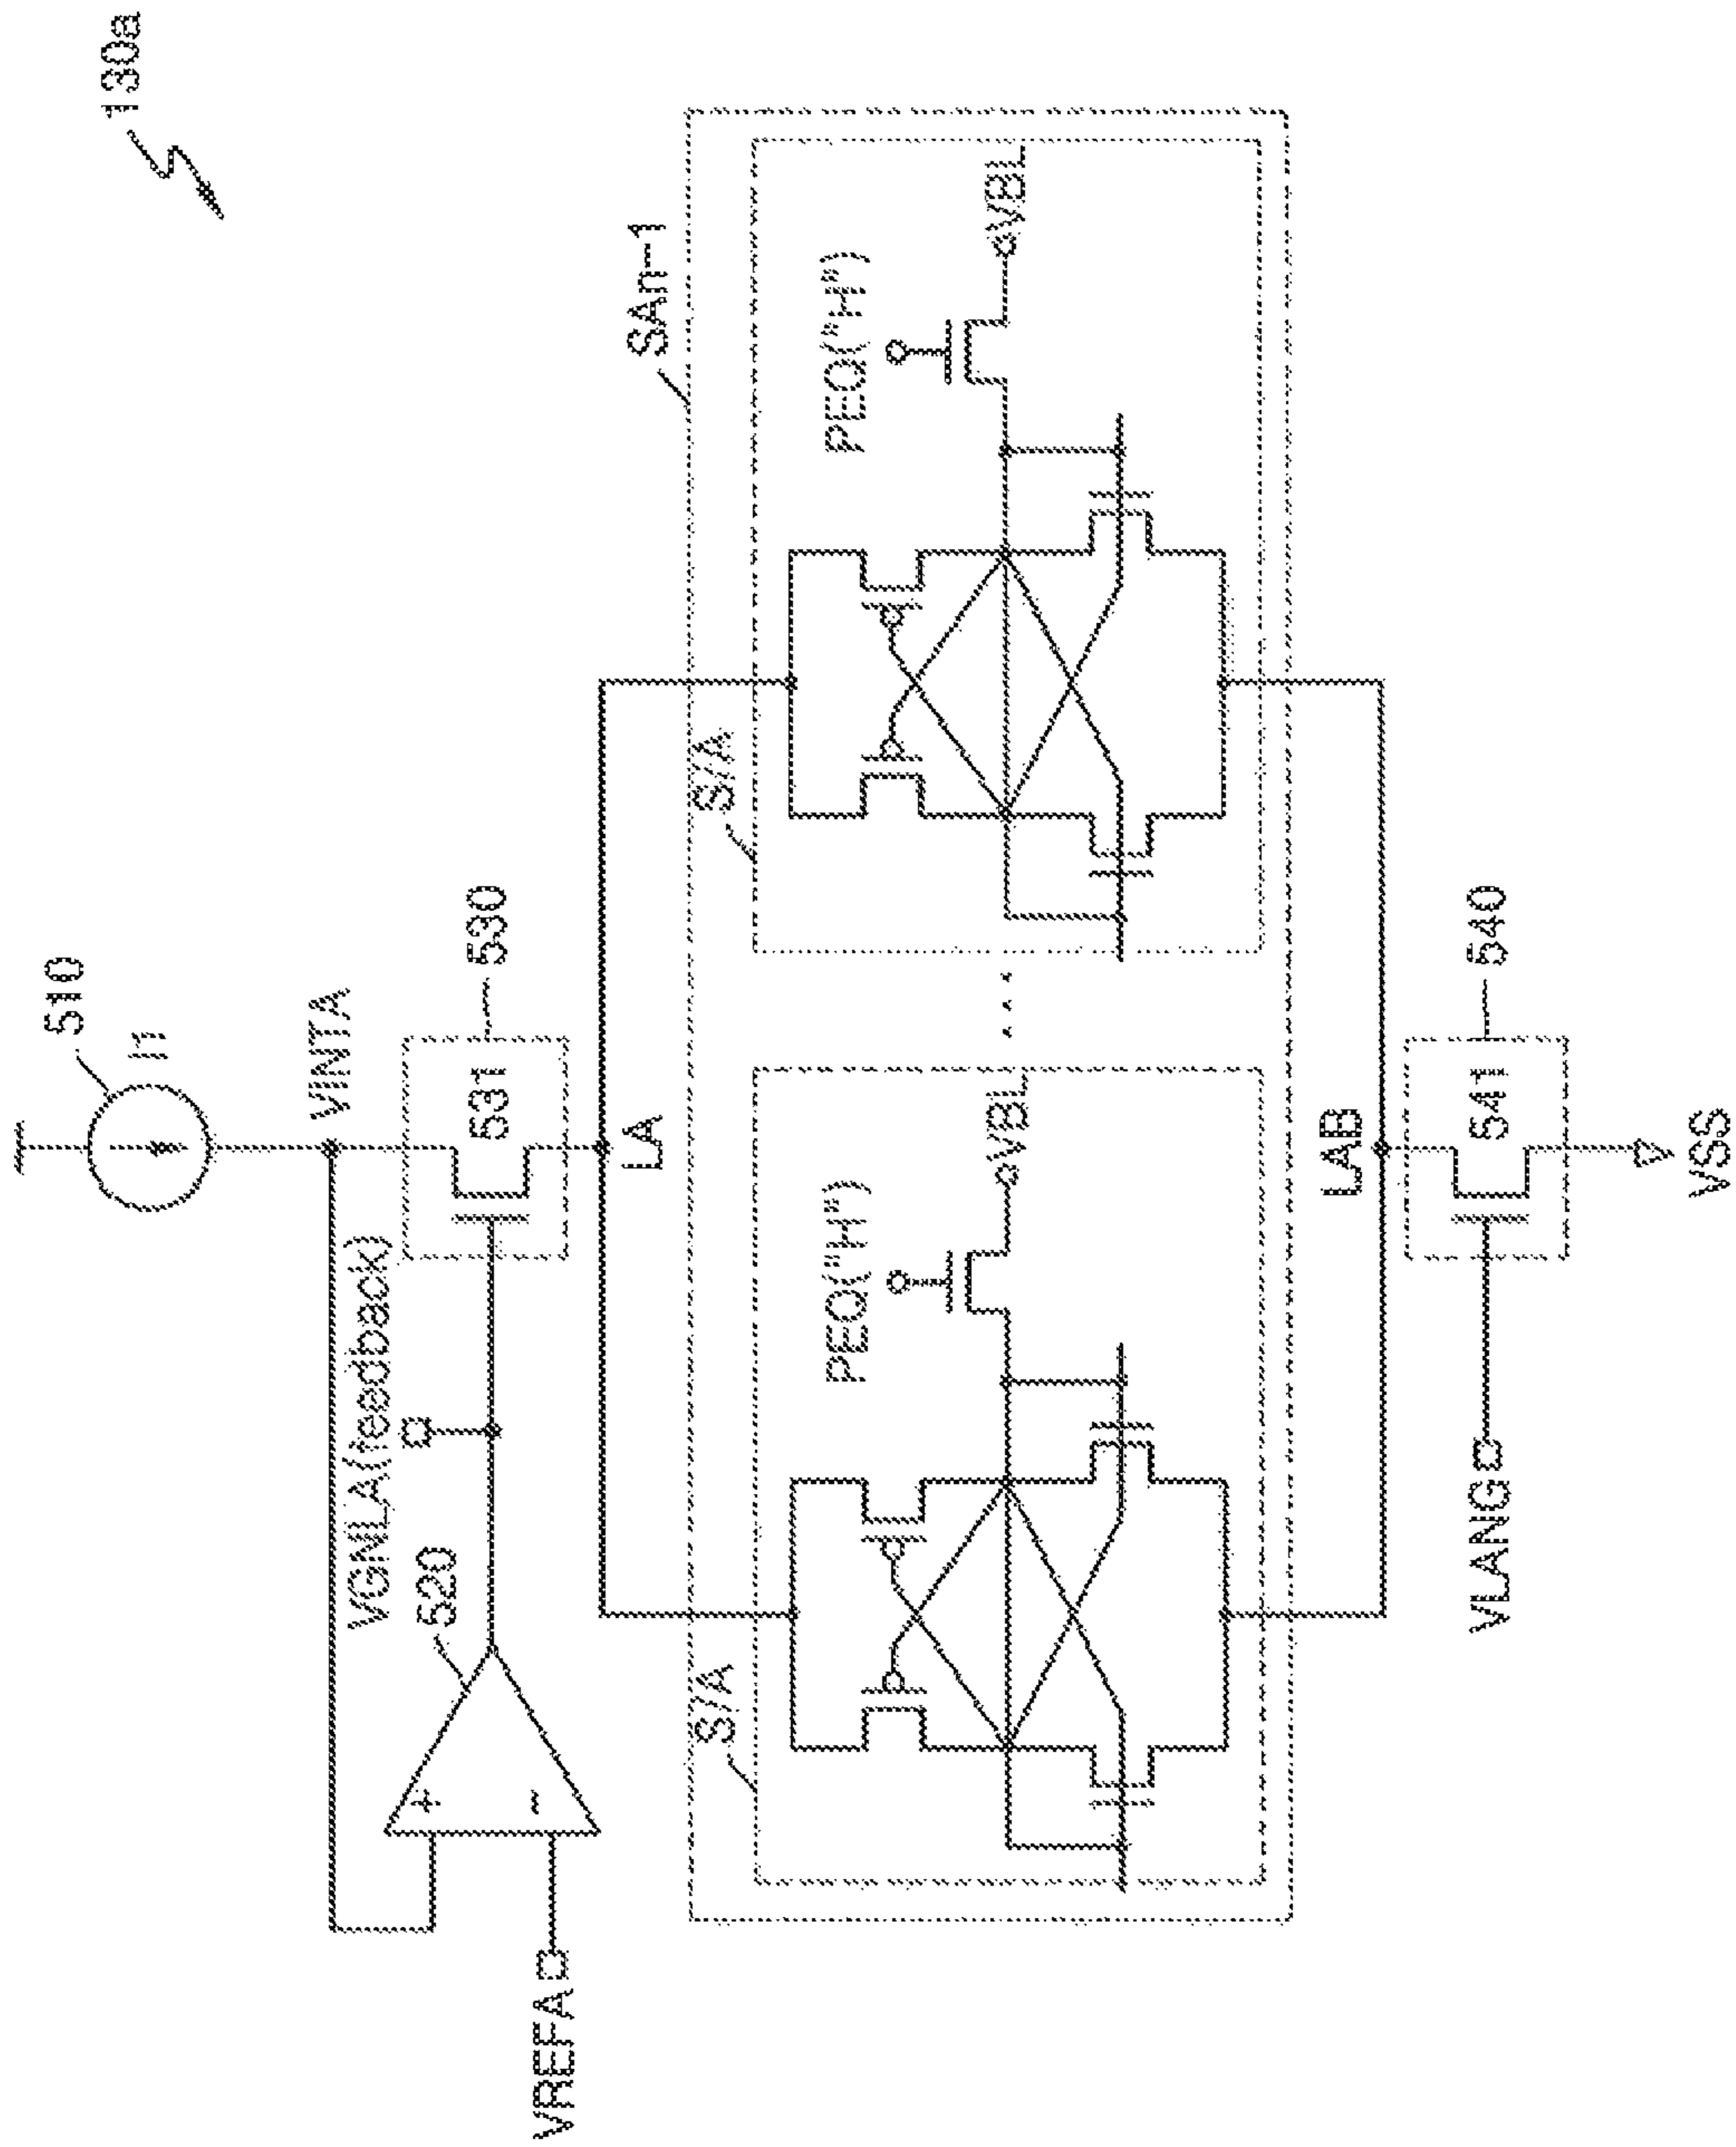 130a
510
I1
VINTA
VGNLA(feedback)
530
531
520
+
-
VREFA
LA
SAn-1
S/A
PEQ("H")
VBL
...
S/A
PEQ("H")
VBL
LAB
540
541
VLANG
VSS